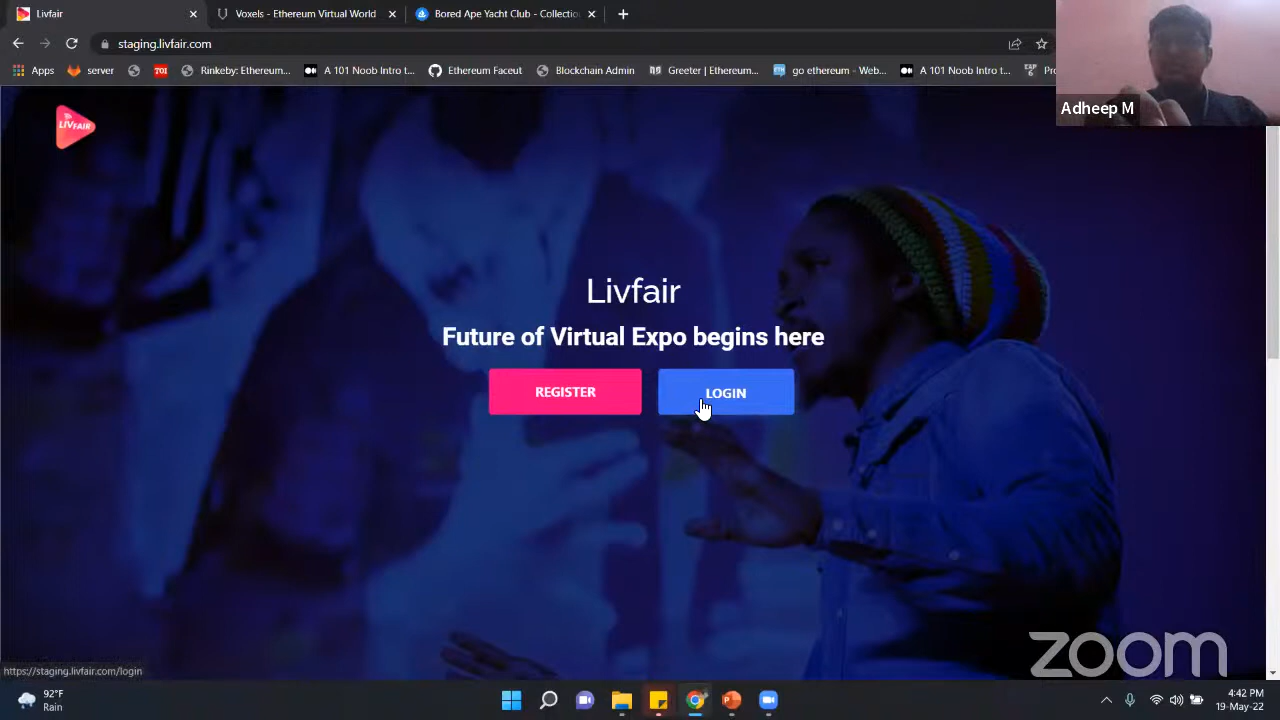 Livfair
Voxels - Ethereum Virtual World
Bored Ape Yacht Club - Collectio
staging.livfair.com
Apps
server
TOI
Rinkeby: Ethereum...
A 101 Noob Intro t...
Ethereum Faucet
Blockchain Admin
Greeter | Ethereum...
go ethereum - Web...
A 101 Noob Intro t...
Adheep M
LIVFAIR
Livfair
Future of Virtual Expo begins here
REGISTER
LOGIN
zoom
https://staging.livfair.com/login
92°F
Rain
4:42 PM
19-May-22